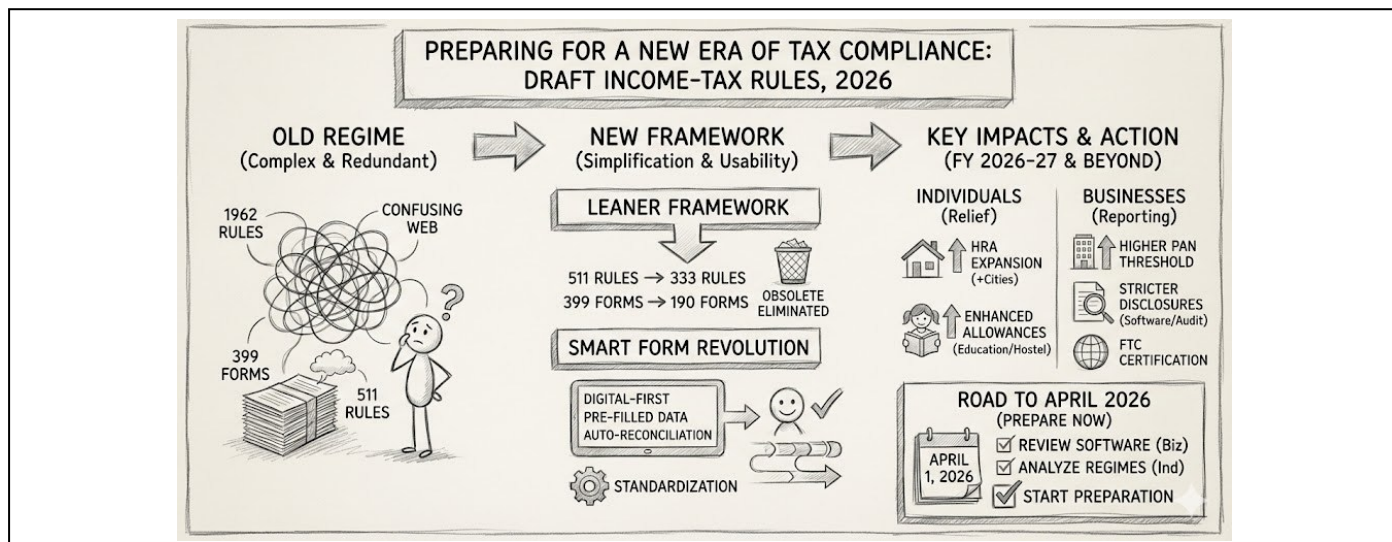 PREPARING FOR A NEW ERA OF TAX COMPLIANCE:
DRAFT INCOME-TAX RULES, 2026
OLD REGIME
(Complex & Redundant)
1962
RULES
CONFUSING
WEB
?
399
FORMS
511
RULES
NEW FRAMEWORK
(Simplification & Usability)
LEANER FRAMEWORK
511 RULES → 333 RULES
399 FORMS → 190 FORMS
OBSOLETE
ELIMINATED
SMART FORM REVOLUTION
DIGITAL-FIRST
PRE-FILLED DATA
AUTO-RECONCILIATION
STANDARDIZATION
KEY IMPACTS & ACTION
(FY 2026-27 & BEYOND)
INDIVIDUALS
(Relief)
HRA
EXPANSION
(+Cities)
ENHANCED
ALLOWANCES
(Education/Hostel)
BUSINESSES
(Reporting)
HIGHER PAN
THRESHOLD
STRICTER
DISCLOSURES
(Software/Audit)
FTC
CERTIFICATION
ROAD TO APRIL 2026
(PREPARE NOW)
APRIL
1, 2026
REVIEW SOFTWARE (Biz)
ANALYZE REGIMES (Ind)
START PREPARATION